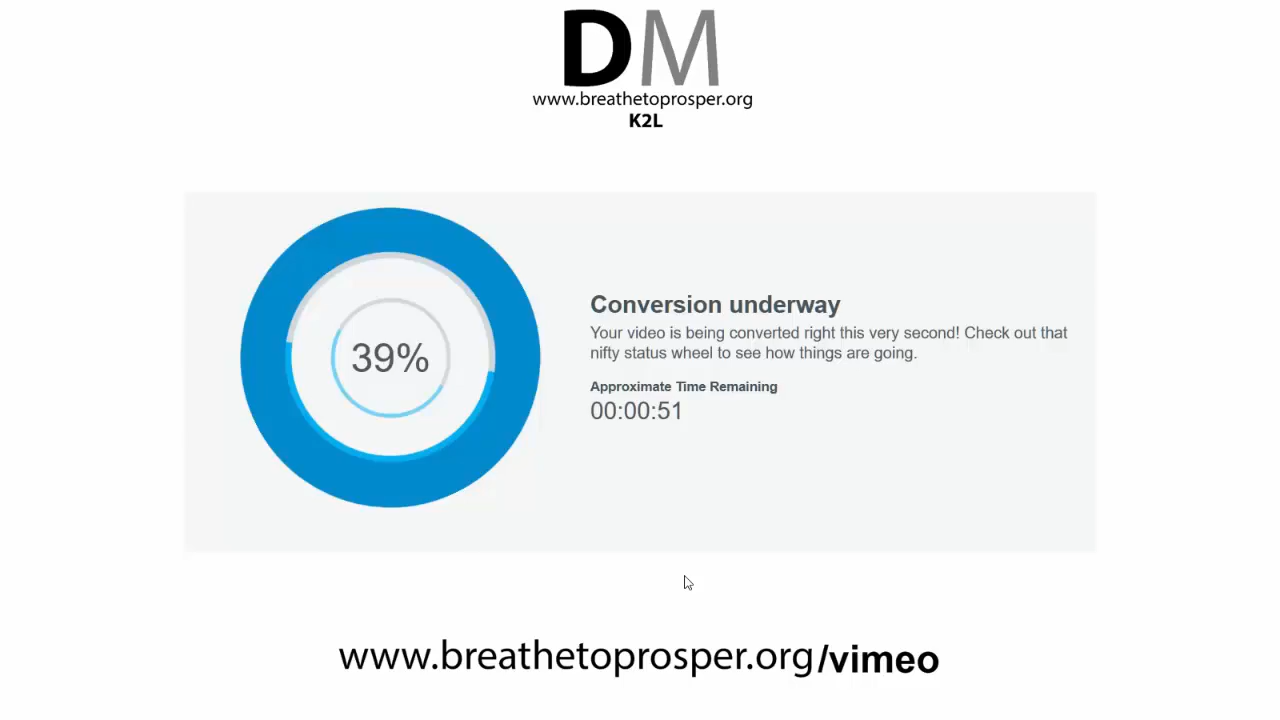 DM
www.breathetoprosper.org
K2L
39%
Conversion underway
Your video is being converted right this very second! Check out that
nifty status wheel to see how things are going.
Approximate Time Remaining
00:00:51
www.breathetoprosper.org/vimeo